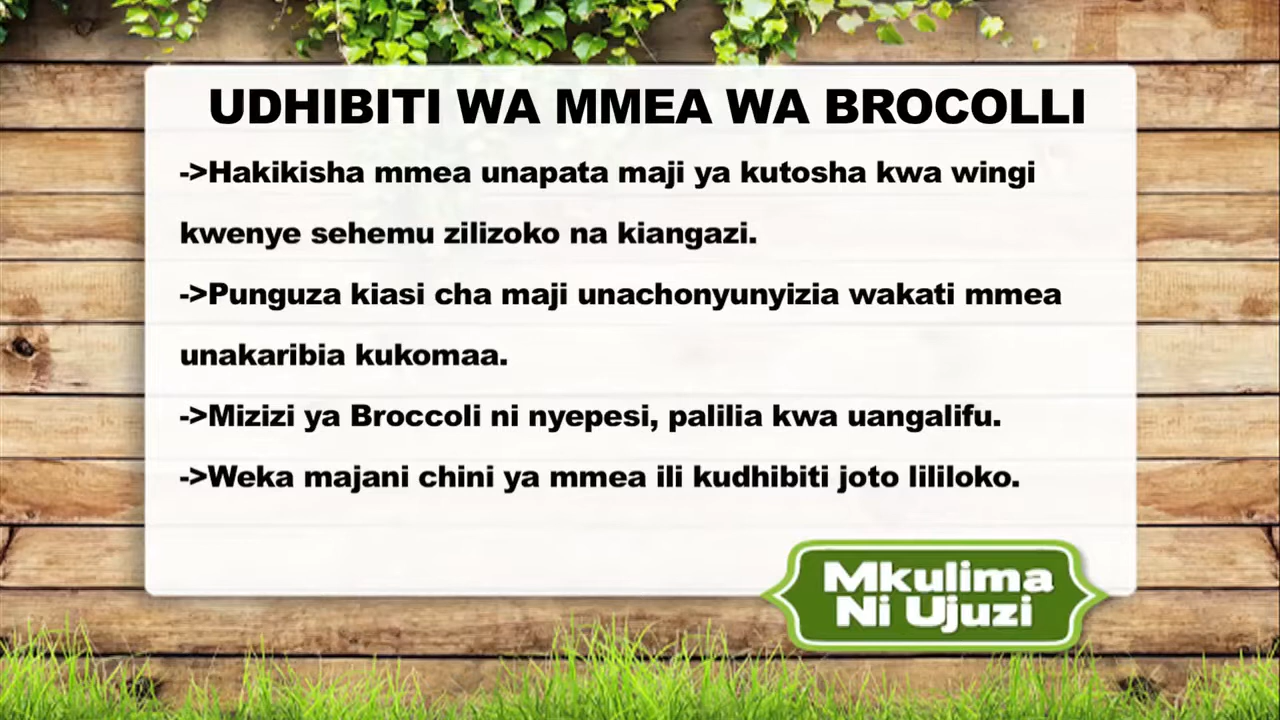 UDHIBITI WA MMEA WA BROCOLLI
->Hakikisha mmea unapata maji ya kutosha kwa wingi
kwenye sehemu zilizoko na kiangazi.
->Punguza kiasi cha maji unachonyunyizia wakati mmea
unakaribia kukomaa.
->Mizizi ya Broccoli ni nyepesi, palilia kwa uangalifu.
->Weka majani chini ya mmea ili kudhibiti joto lililoko.
Mkulima
Ni Ujuzi